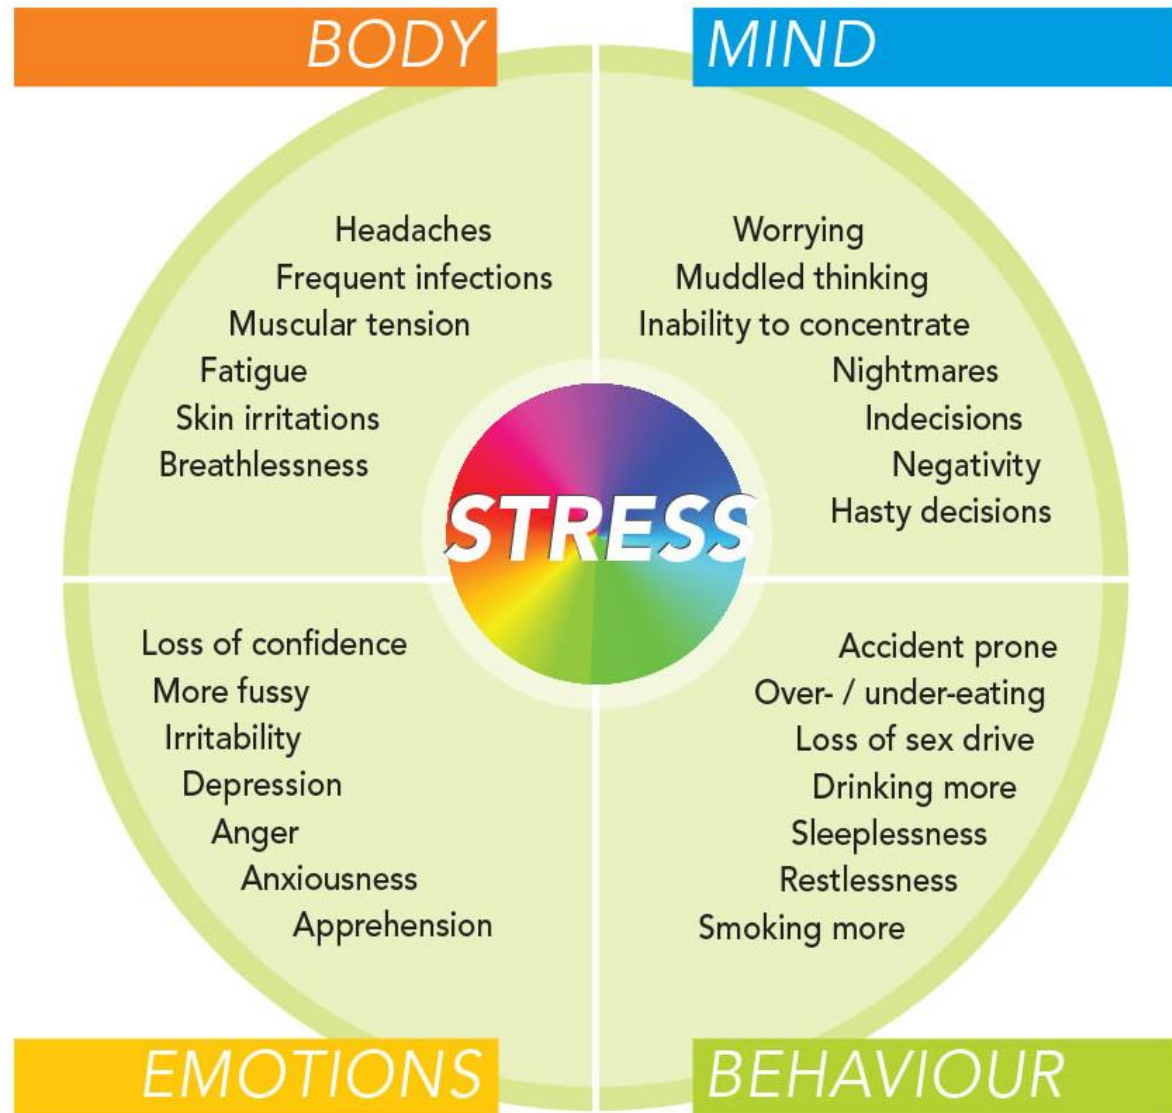 BODY
Headaches
Frequent infections
Muscular tension
Fatigue
Skin irritations
Breathlessness
MIND
Worrying
Muddled thinking
Inability to concentrate
Nightmares
Indecisions
Negativity
Hasty decisions
STRESS
Loss of confidence
More fussy
Irritability
Depression
Anger
Anxiousness
Apprehension
EMOTIONS
Accident prone
Over- / under-eating
Loss of sex drive
Drinking more
Sleeplessness
Restlessness
Smoking more
BEHAVIOUR